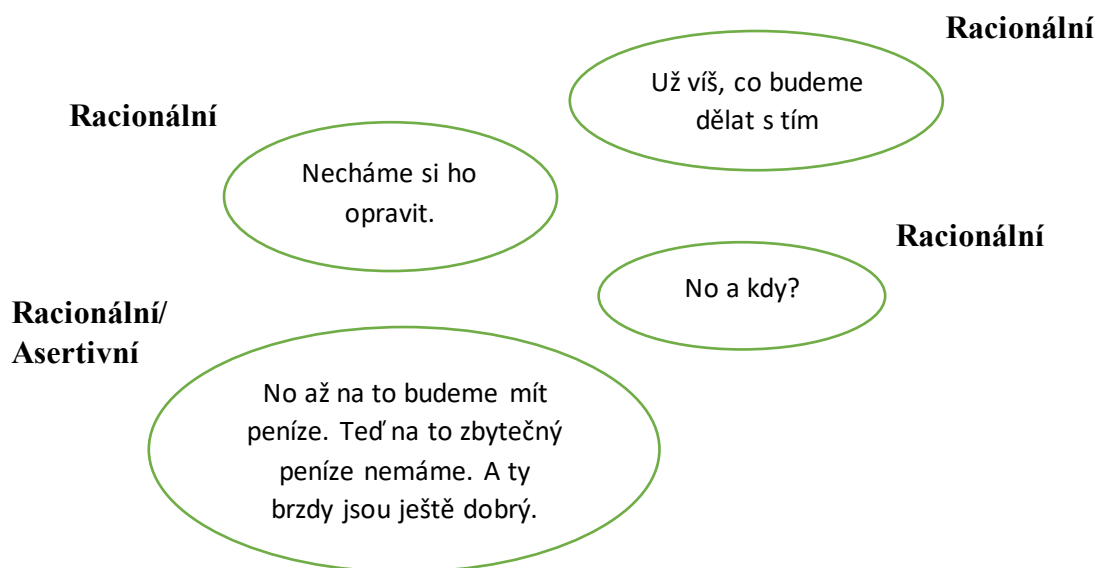 Racionální
Už víš, co budeme
dělat s tím
Racionální
Necháme si ho
opravit.
Racionální
No a kdy?
Racionální/
Asertivní
No až na to budeme mít
peníze. Teď na to zbytečný
peníze nemáme. A ty
brzdy jsou ještě dobrý.